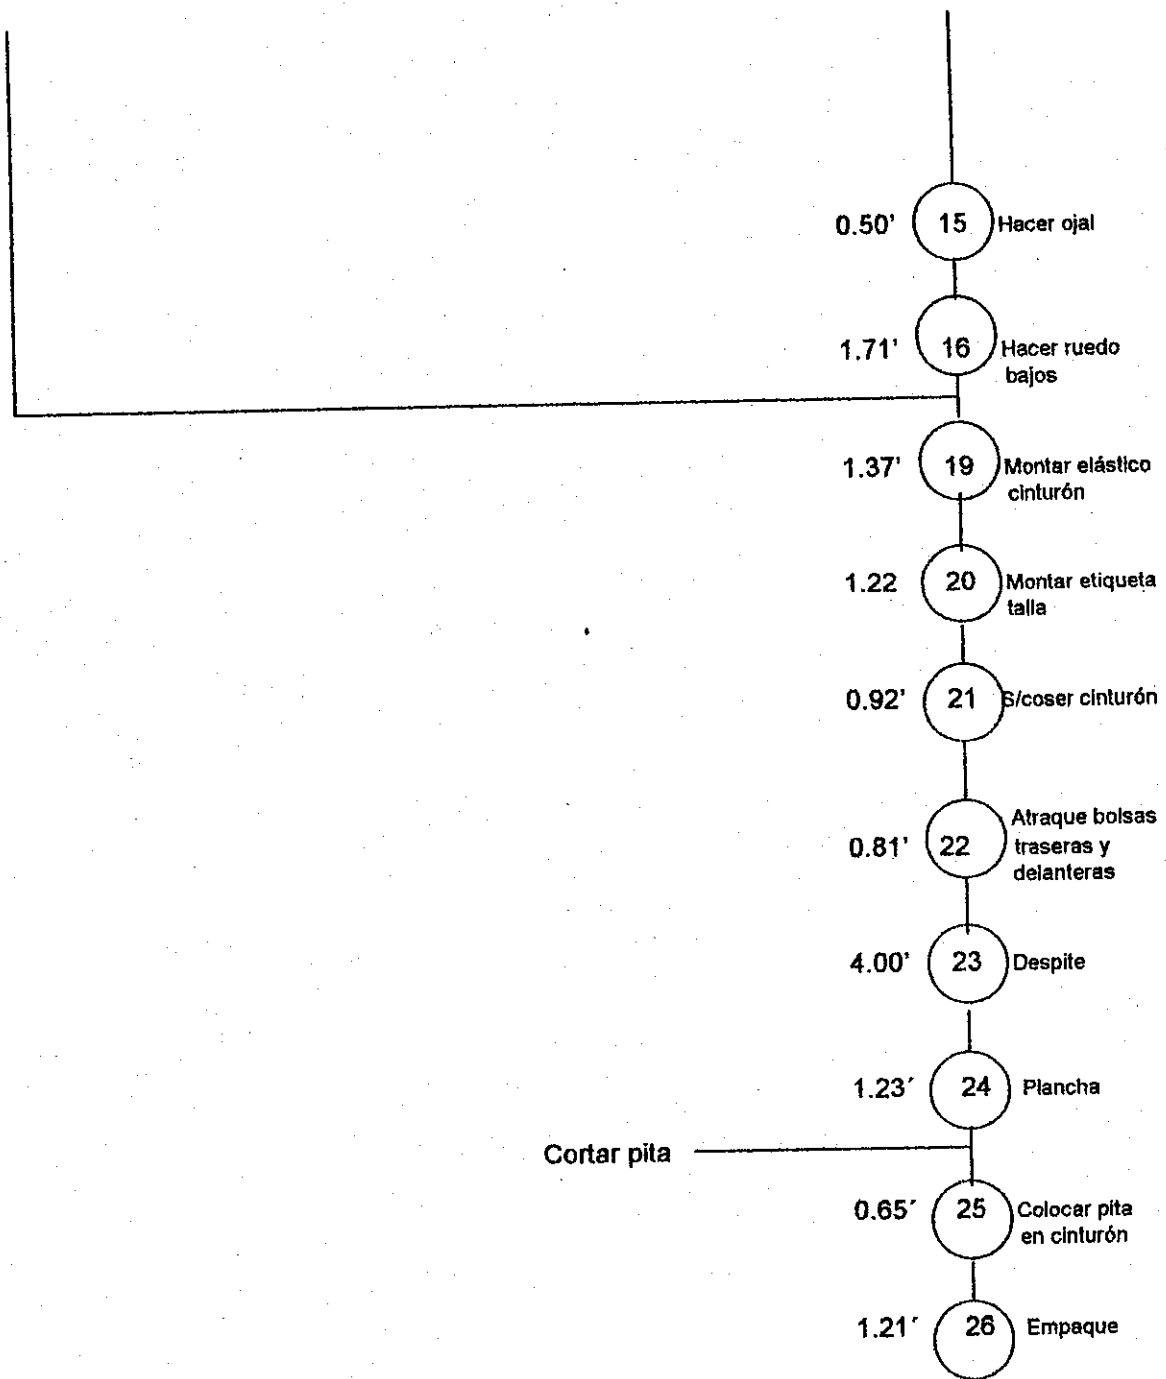 0.50' 15 Hacer ojal
1.71' 16 Hacer ruedo
bajos
1.37' 19 Montar elástico
cinturón
1.22 20 Montar etiqueta
talla
0.92' 21 S/coser cinturón
Atraque bolsas
0.81' 22 traseras y
delanteras
4.00' 23 Despite
1.23´ 24 Plancha
Cortar pita
0.65´ 25 Colocar pita
en cinturón
1.21´ 26 Empaque